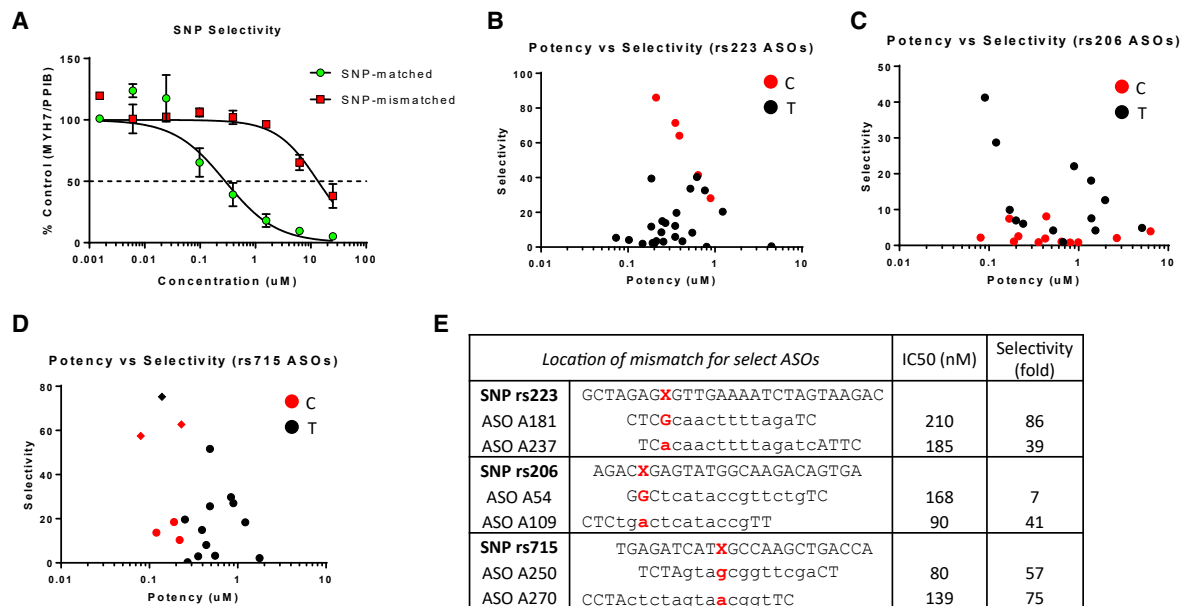 A
SNP Selectivity
% Control (MYH7/PPIB)
150
100
50
0
0.001
0.01
0.1
1
10
100
Concentration (uM)
SNP-matched
SNP-mismatched
B
Potency vs Selectivity (rs223 ASOs)
Selectivity
100
80
60
40
20
0
0.01
0.1
1
10
Potency (uM)
C
T
C
Potency vs Selectivity (rs206 ASOs)
Selectivity
50
40
30
20
10
0
0.01
0.1
1
10
Potency (uM)
C
T
D
Potency vs Selectivity (rs715 ASOs)
Selectivity
80
60
40
20
0
0.01
0.1
1
10
Potency (uM)
C
T
E
Location of mismatch for select ASOs IC50 (nM) Selectivity
(fold)
SNP rs223 GCTAGAGXGTTGAAAATCTAGTAAGAC
ASO A181 CTCGcaacttttagaTC 210 86
ASO A237 TCacaacttttagatcATTC 185 39
SNP rs206 AGACXGAGTATGGCAAGACAGTGA
ASO A54 GGCtcataccgttctgTC 168 7
ASO A109 CTCtgactcataccgTT 90 41
SNP rs715 TGAGATCATXGCCAAGCTGACCA
ASO A250 TCTAgtagcggttcgaCT 80 57
ASO A270 CCTActctagtaacggtTC 139 75